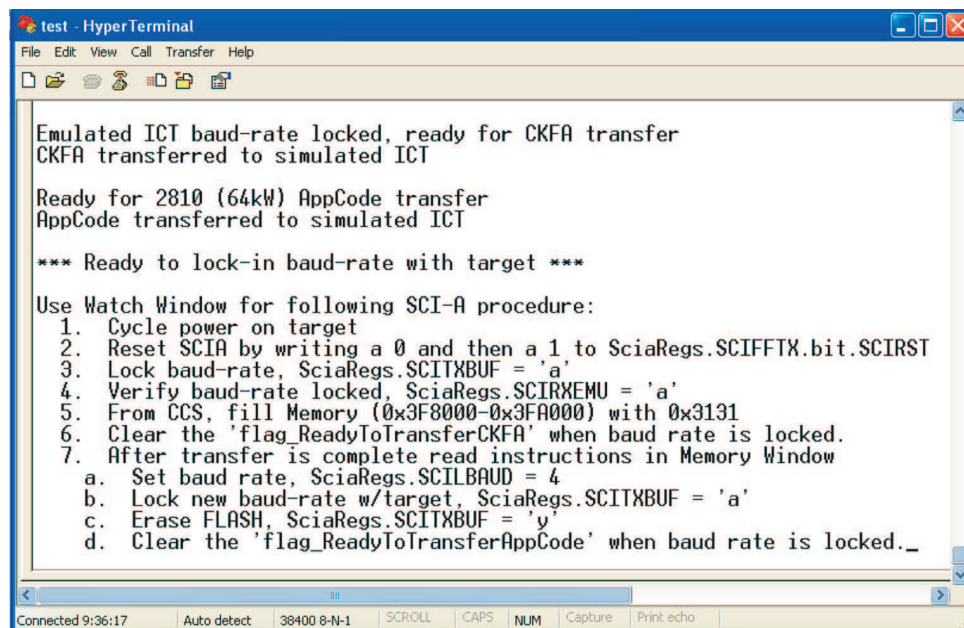 test - HyperTerminal
File Edit View Call Transfer Help
Emulated ICT baud-rate locked, ready for CKFA transfer
CKFA transferred to simulated ICT
Ready for 2810 (64kW) AppCode transfer
AppCode transferred to simulated ICT
*** Ready to lock-in baud-rate with target ***
Use Watch Window for following SCI-A procedure:
1. Cycle power on target
2. Reset SCIA by writing a 0 and then a 1 to SciaRegs.SCIFFTX.bit.SCIRST
3. Lock baud-rate, SciaRegs.SCITXBUF = 'a'
4. Verify baud-rate locked, SciaRegs.SCIRXEMU = 'a'
5. From CCS, fill Memory (0x3F8000-0x3FA000) with 0x3131
6. Clear the 'flag_ReadyToTransferCKFA' when baud rate is locked.
7. After transfer is complete read instructions in Memory Window
a. Set baud rate, SciaRegs.SCILBAUD = 4
b. Lock new baud-rate w/target, SciaRegs.SCITXBUF = 'a'
c. Erase FLASH, SciaRegs.SCITXBUF = 'y'
d. Clear the 'flag_ReadyToTransferAppCode' when baud rate is locked._
Connected 9:36:17 Auto detect 38400 8-N-1 SCROLL CAPS NUM Capture Print echo